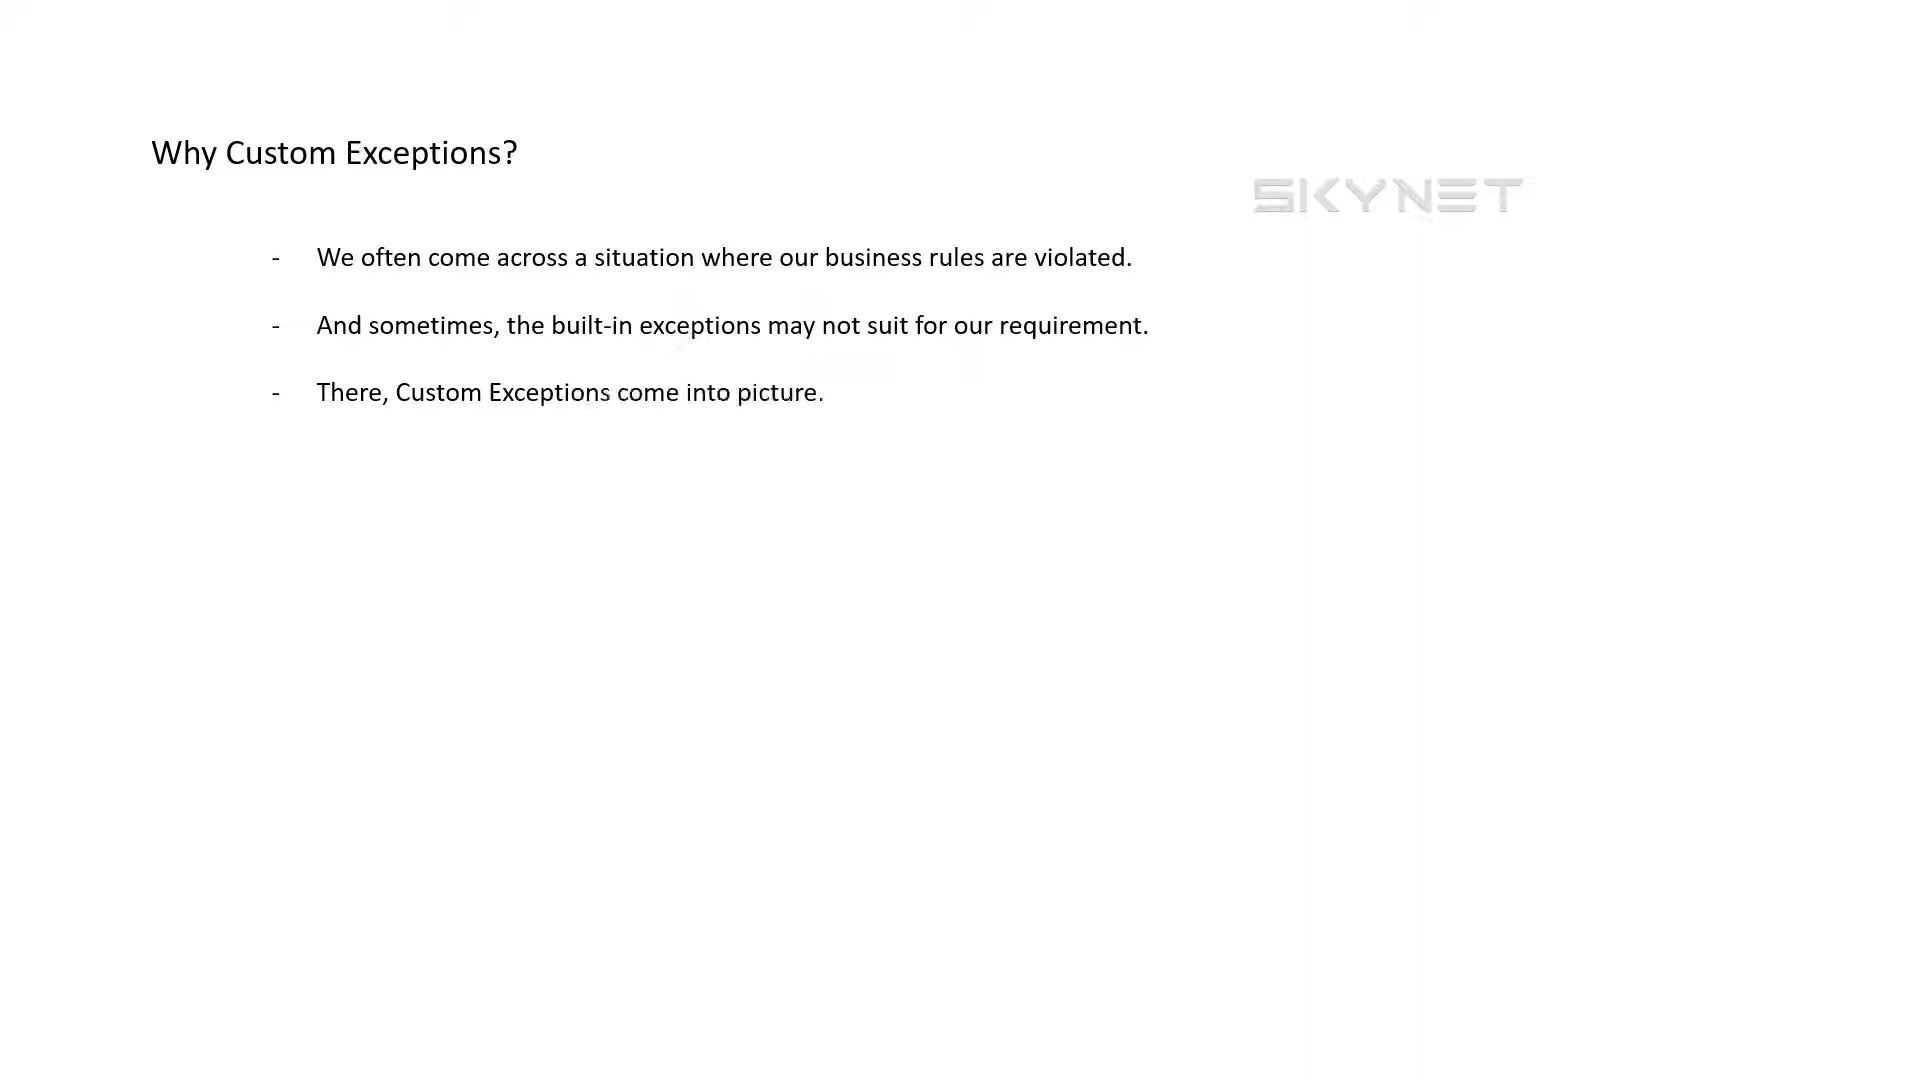 Why Custom Exceptions?
SKYNET
- We often come across a situation where our business rules are violated.
- And sometimes, the built-in exceptions may not suit for our requirement.
- There, Custom Exceptions come into picture.